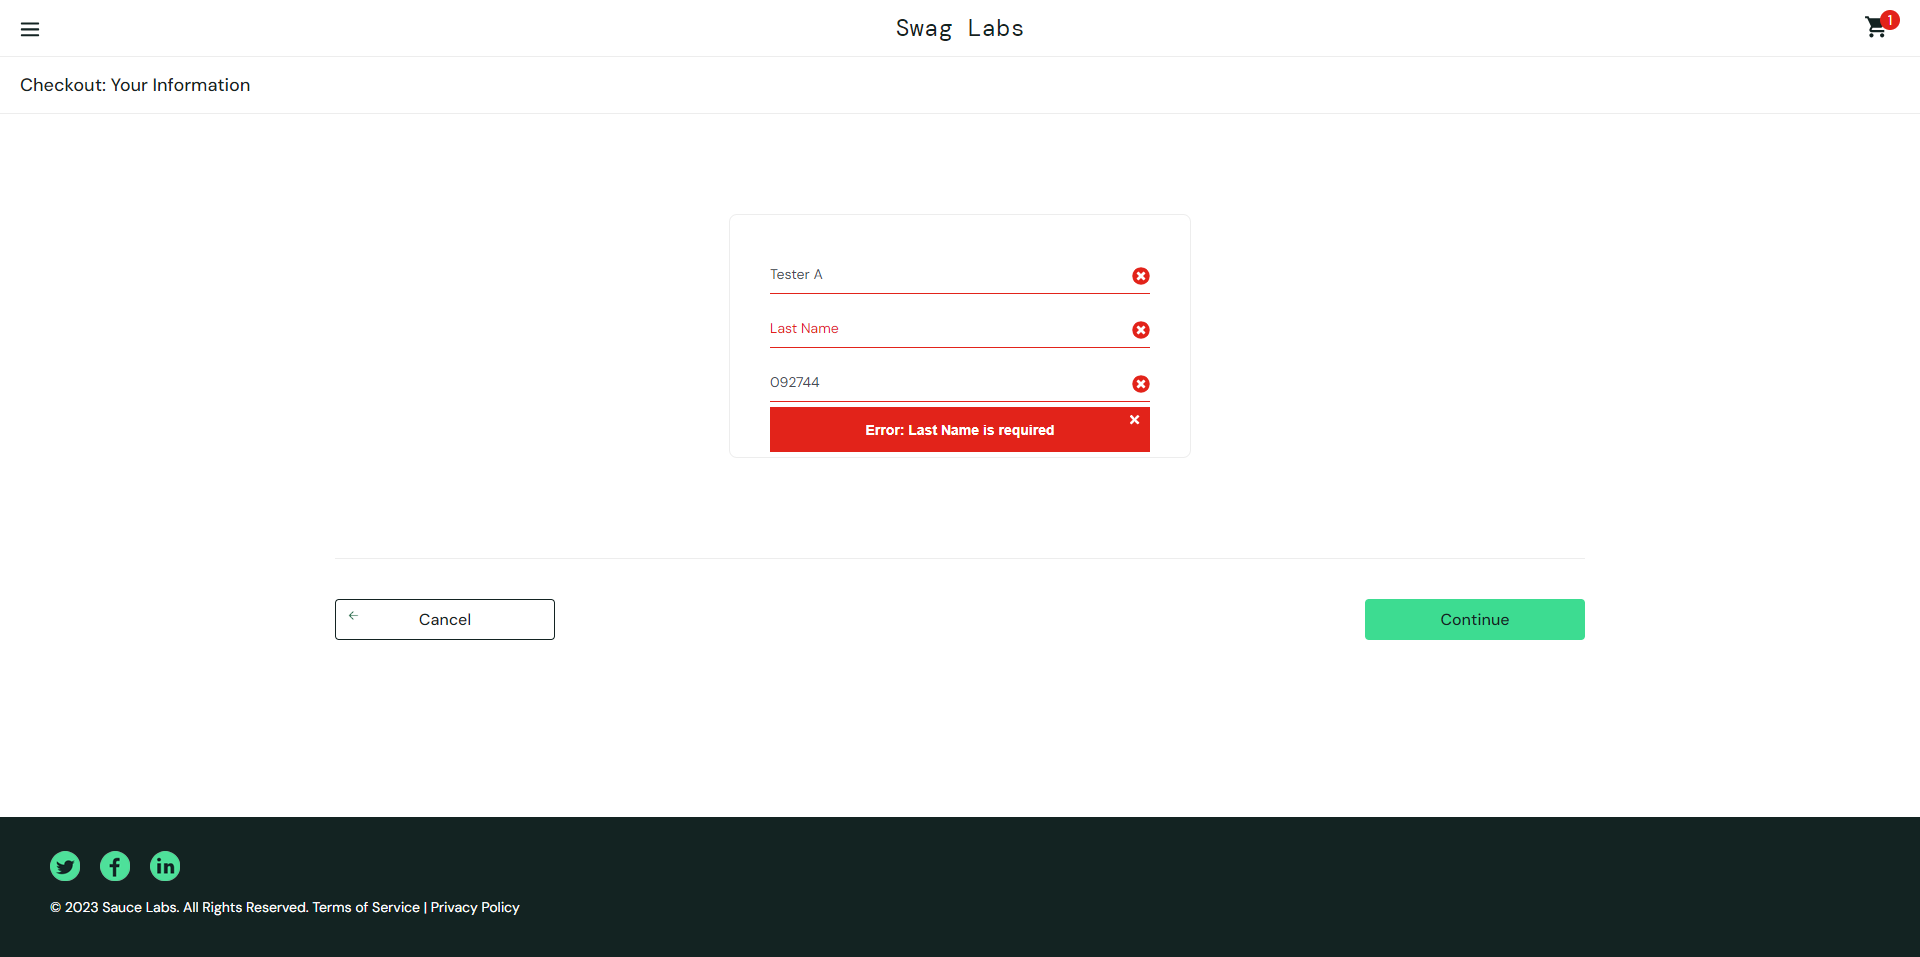 Swag Labs
1
Checkout: Your Information
Tester A
Last Name
092744
Error: Last Name is required
Cancel
Continue
© 2023 Sauce Labs. All Rights Reserved. Terms of Service | Privacy Policy